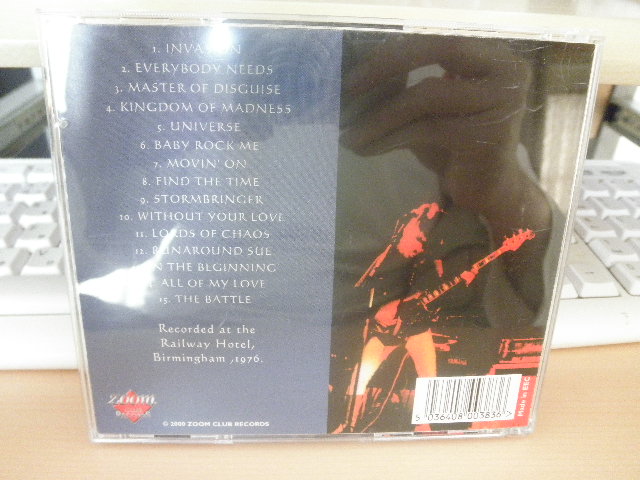 1. INVASION
2. EVERYBODY NEEDS
3. MASTER OF DISGUISE
4. KINGDOM OF MADNESS
5. UNIVERSE
6. BABY ROCK ME
7. MOVIN' ON
8. FIND THE TIME
9. STORMBRINGER
10. WITHOUT YOUR LOVE
11. LORDS OF CHAOS
12. RUNAROUND SUE
IN THE BEGINNING
ALL OF MY LOVE
15. THE BATTLE
Recorded at the
Railway Hotel,
Birmingham ,1976.
ZOOM
© 2000 ZOOM CLUB RECORDS
5 036408 003836 >
Made in EEC